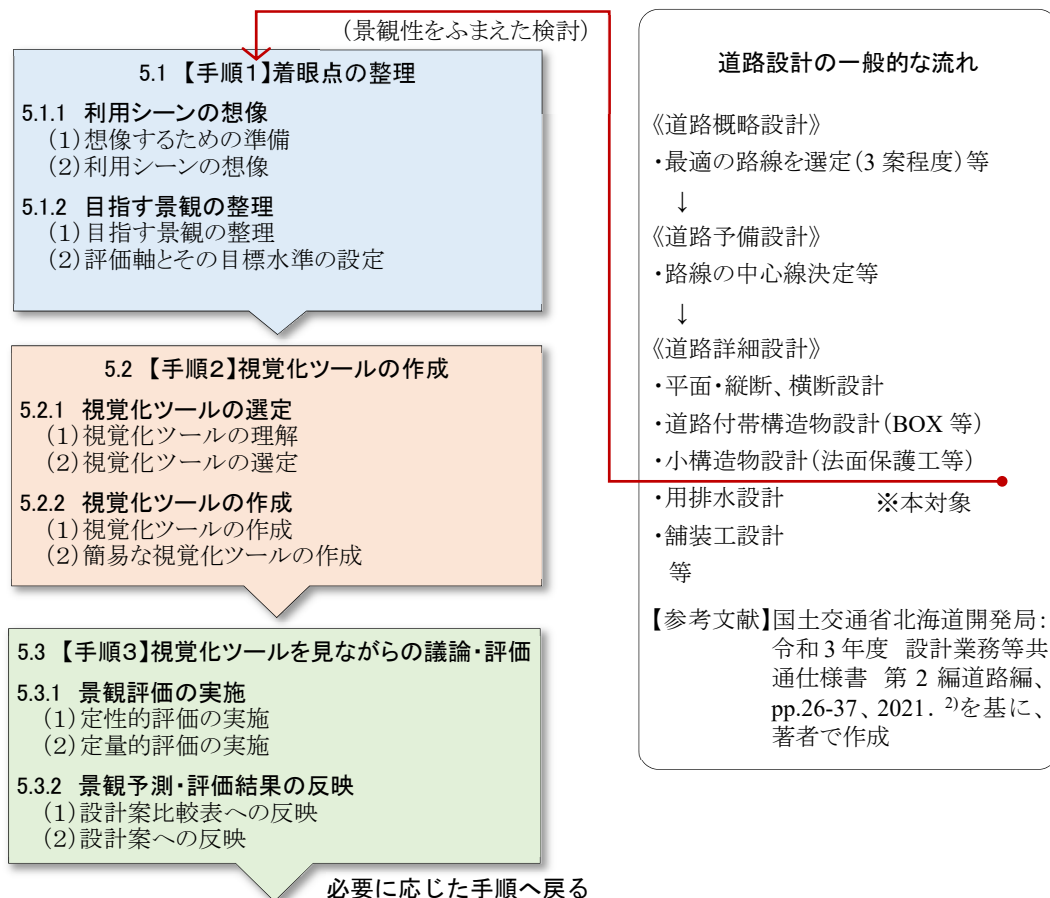 (景観性をふまえた検討)
5.1 【手順1】着眼点の整理
5.1.1 利用シーンの想像
(1)想像するための準備
(2)利用シーンの想像
5.1.2 目指す景観の整理
(1)目指す景観の整理
(2)評価軸とその目標水準の設定
5.2 【手順2】視覚化ツールの作成
5.2.1 視覚化ツールの選定
(1)視覚化ツールの理解
(2)視覚化ツールの選定
5.2.2 視覚化ツールの作成
(1)視覚化ツールの作成
(2)簡易な視覚化ツールの作成
5.3 【手順3】視覚化ツールを見ながらの議論・評価
5.3.1 景観評価の実施
(1)定性的評価の実施
(2)定量的評価の実施
5.3.2 景観予測・評価結果の反映
(1)設計案比較表への反映
(2)設計案への反映
必要に応じた手順へ戻る
道路設計の一般的な流れ
《道路概略設計》
・最適の路線を選定(3 案程度)等
↓
《道路予備設計》
・路線の中心線決定等
↓
《道路詳細設計》
・平面・縦断、横断設計
・道路付帯構造物設計(BOX 等)
・小構造物設計(法面保護工等)
・用排水設計 ※本対象
・舗装工設計
等
【参考文献】国土交通省北海道開発局:
令和3年度 設計業務等共
通仕様書 第 2 編道路編、
pp.26-37、2021. 2)を基に、
著者で作成